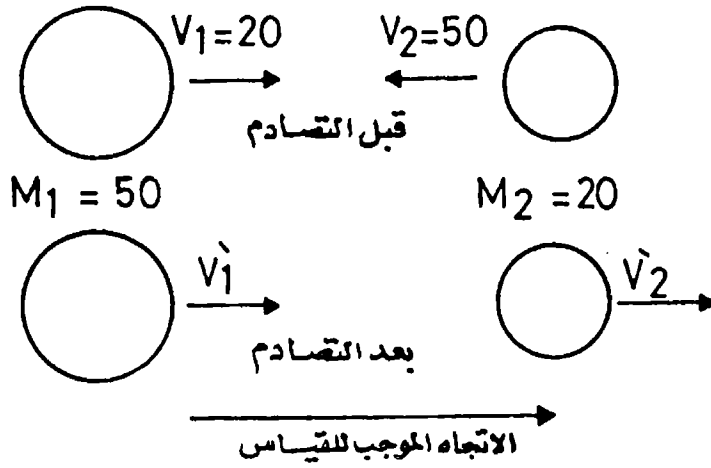 V1=20 V2=50
قبل التصادم
M1 = 50 M2 = 20
V̀1 V̀2
بعد التصادم
الاتجاه الموجب للقياس